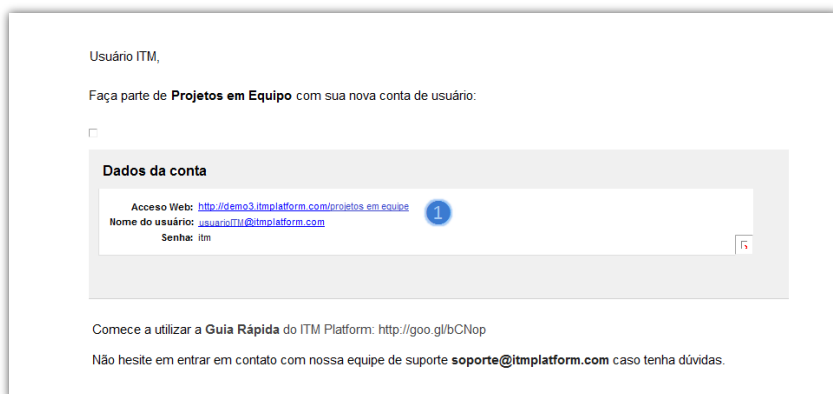 Usuário ITM,
Faça parte de Projetos em Equipo com sua nova conta de usuário:
Dados da conta
Acceso Web: http://demo3.itmplatform.com/projetos em equipe
1
Nome do usuário: usuarioITM@itmplatform.com
Senha: itm
Comece a utilizar a Guia Rápida do ITM Platform: http://goo.gl/bCNop
Não hesite em entrar em contato com nossa equipe de suporte soporte@itmplatform.com caso tenha dúvidas.